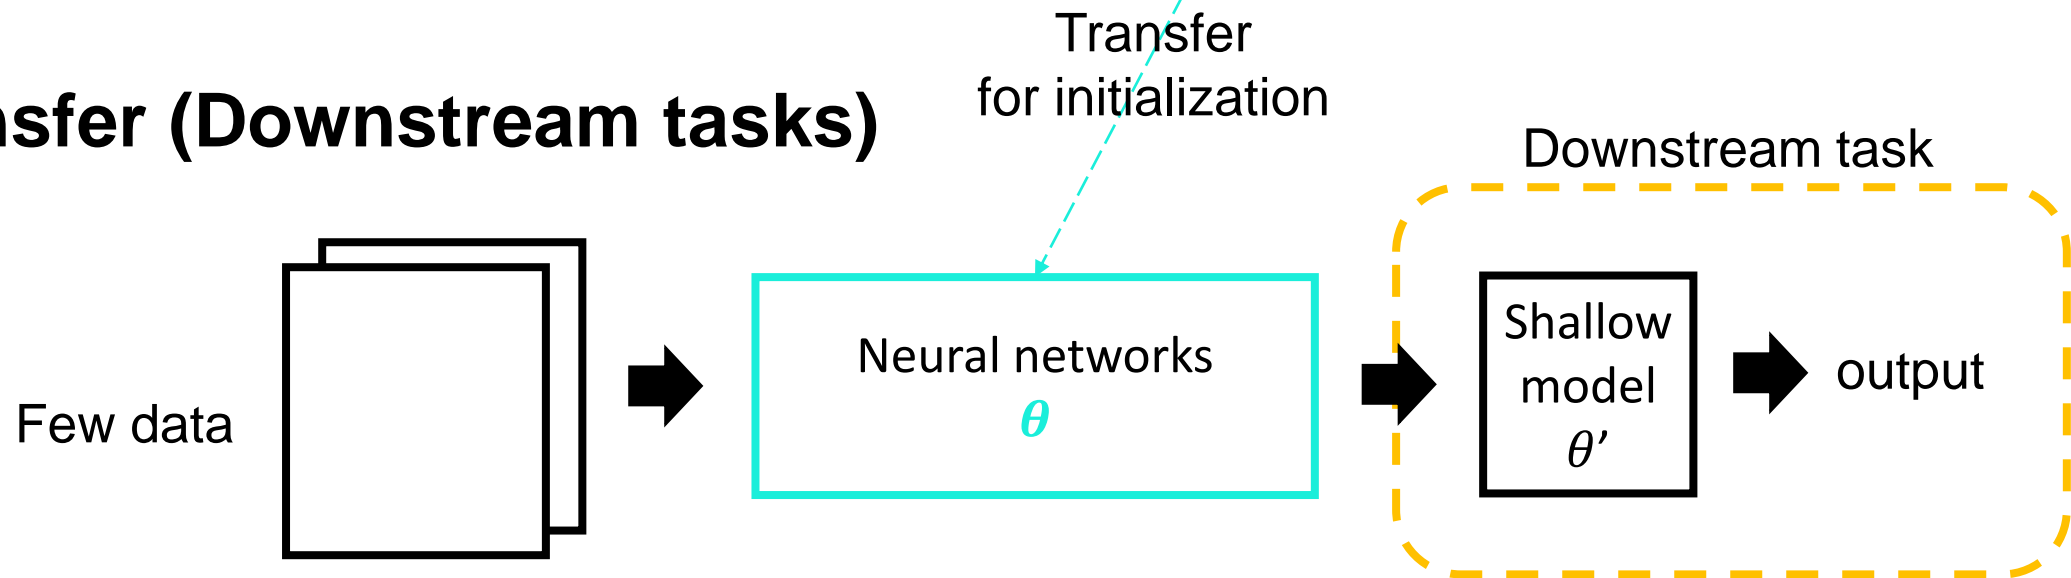 Transfer
for initialization
nsfer (Downstream tasks)
Downstream task
Few data
Neural networks
θ
Shallow
model
θ’
output